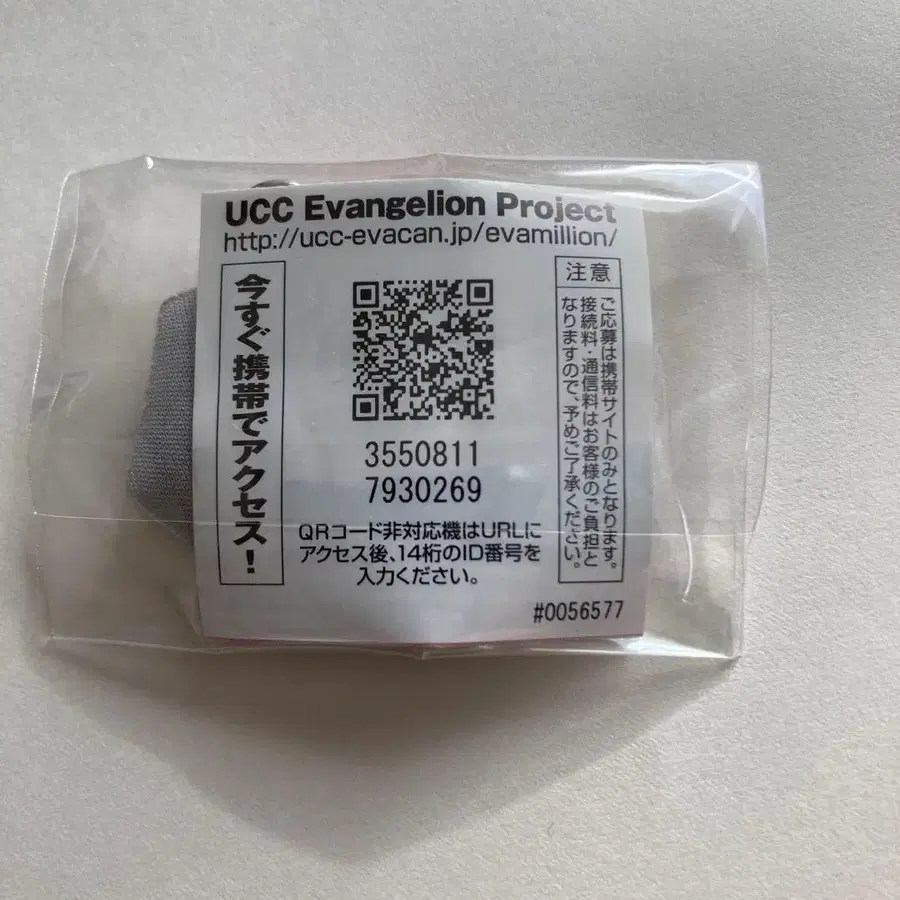 UCC Evangelion Project
http://ucc-evacan.jp/evamillion/
今すぐ携帯でアクセス！
注意
ご応募は携帯サイトのみとなります。
接続料・通信料はお客様のご負担と
なりますので、予めご了承ください。
3550811
7930269
QRコード非対応機はURLに
アクセス後、14桁のID番号を
入力ください。
#0056577